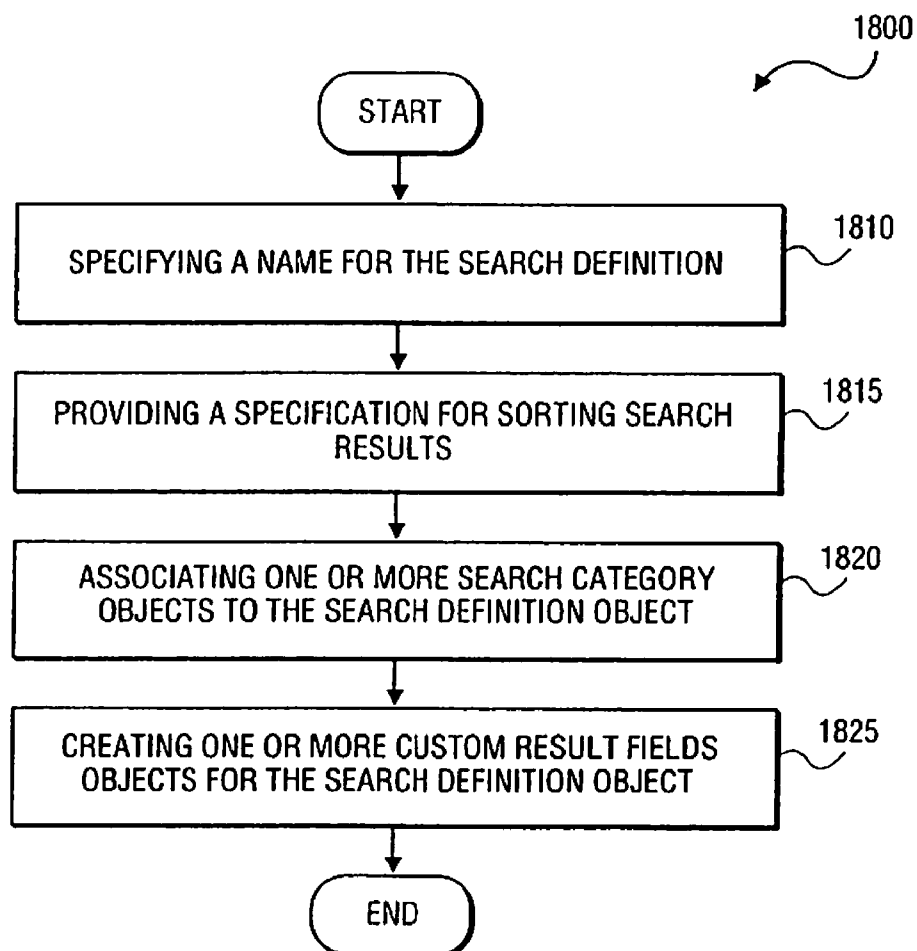 1800
START
SPECIFYING A NAME FOR THE SEARCH DEFINITION
1810
PROVIDING A SPECIFICATION FOR SORTING SEARCH
RESULTS
1815
ASSOCIATING ONE OR MORE SEARCH CATEGORY
OBJECTS TO THE SEARCH DEFINITION OBJECT
1820
CREATING ONE OR MORE CUSTOM RESULT FIELDS
OBJECTS FOR THE SEARCH DEFINITION OBJECT
1825
END